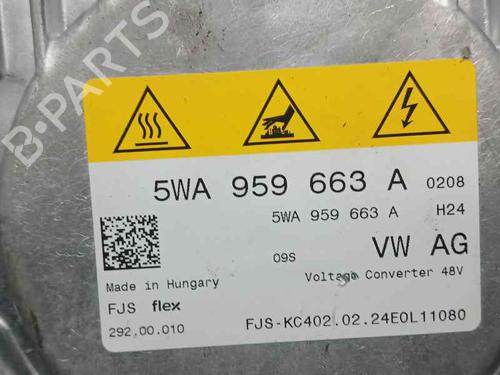 B-PARTS
5WA 959 663 A 0208
5WA 959 663 A H24
09S VW AG
Made in Hungary Voltage Converter 48V
FJS flex
292.00.010 FJS-KC402.02.24E0L11080